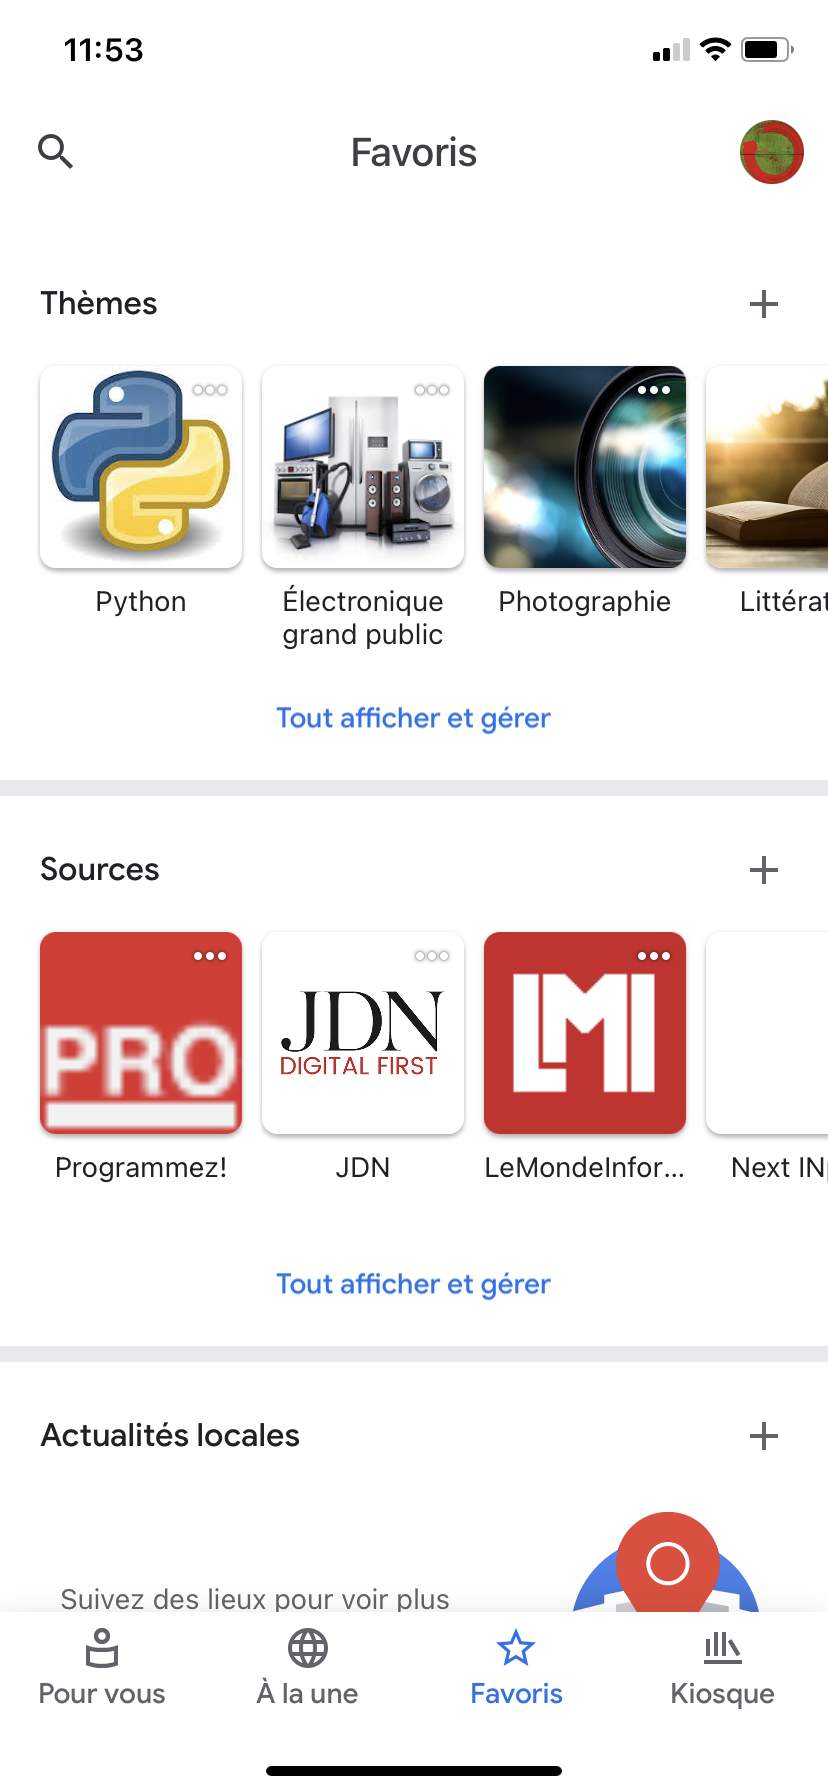 11:53
Favoris
Thèmes
Python
Électronique
grand public
Photographie
Tout afficher et gérer
Sources
PRO
JDN
DIGITAL FIRST
LMI
Programmez!
JDN
LeMondeInfor...
Next
Tout afficher et gérer
Actualités locales
Suivez des lieux pour voir plus
Pour vous
À la une
Favoris
Kiosque